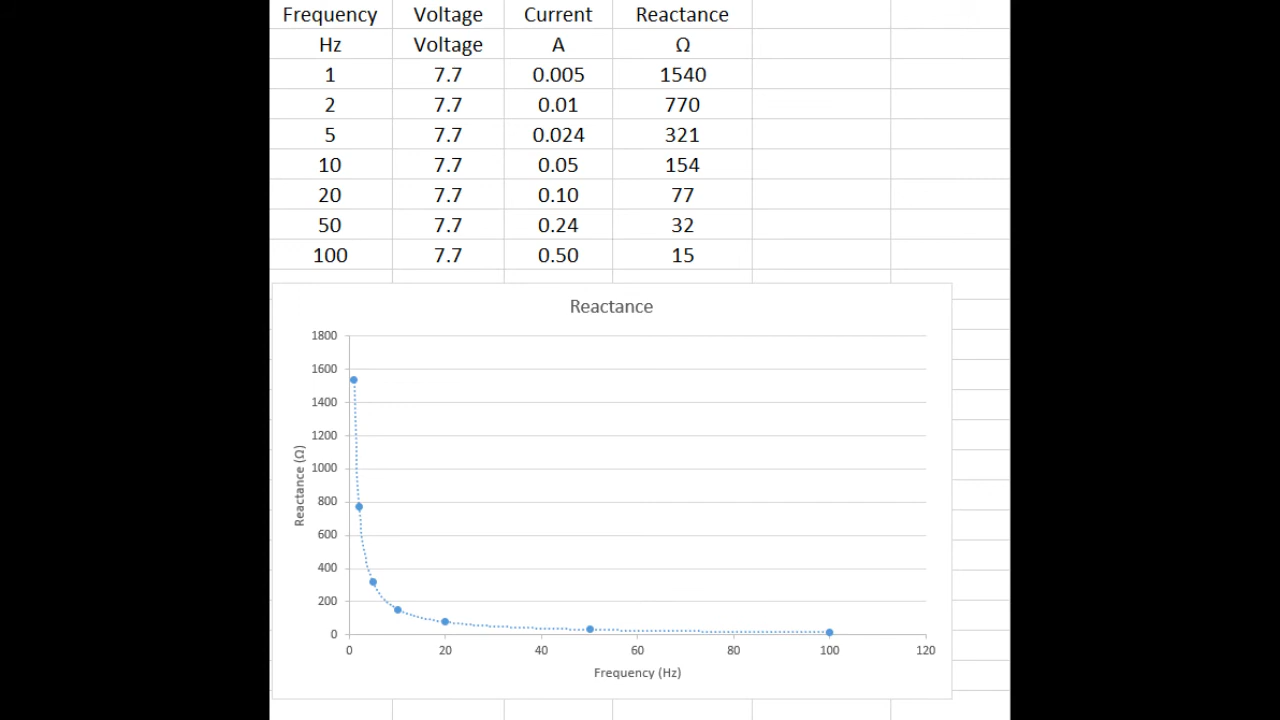 Frequency Voltage Current Reactance
Hz Voltage A Ω
1 7.7 0.005 1540
2 7.7 0.01 770
5 7.7 0.024 321
10 7.7 0.05 154
20 7.7 0.10 77
50 7.7 0.24 32
100 7.7 0.50 15
Reactance
1800
1600
1400
1200
1000
800
600
400
200
0
Reactance (Ω)
0 20 40 60 80 100 120
Frequency (Hz)